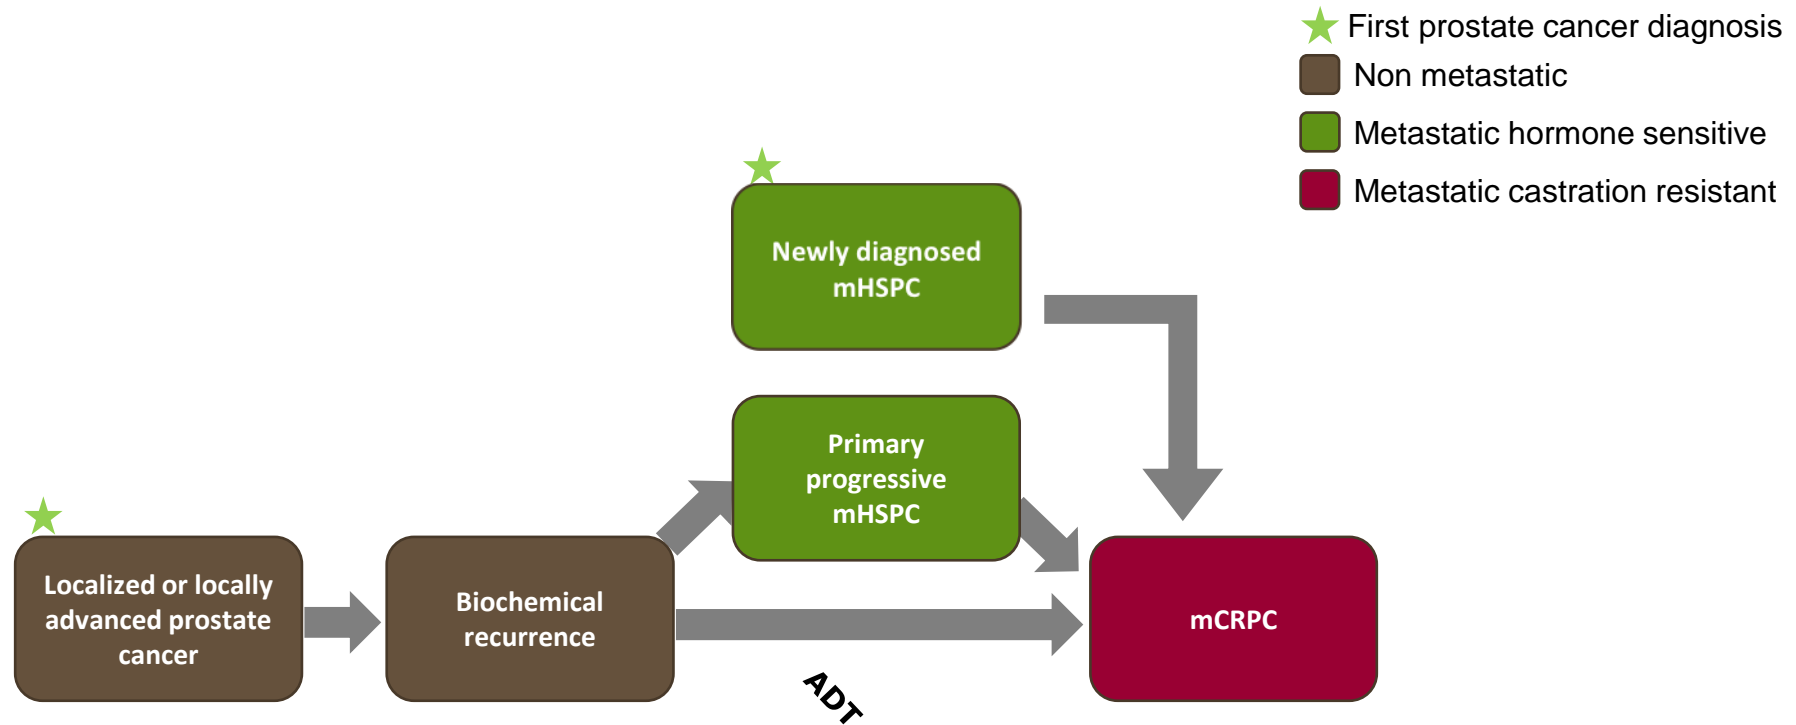 First prostate cancer diagnosis
Non metastatic
Metastatic hormone sensitive
Metastatic castration resistant
Newly diagnosed
mHSPC
Primary
progressive
mHSPC
Localized or locally
advanced prostate
cancer
Biochemical
recurrence
mCRPC
ADT